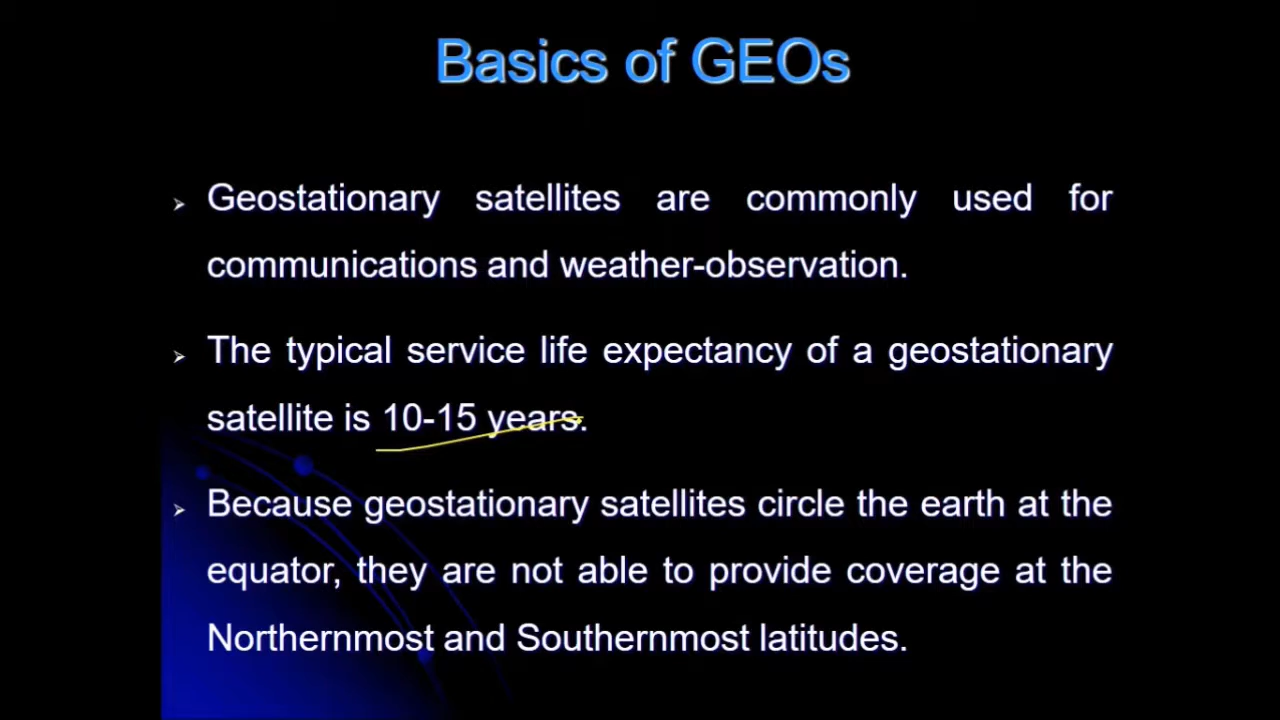 Basics of GEOs
Geostationary satellites are commonly used for
communications and weather-observation.
The typical service life expectancy of a geostationary
satellite is 10-15 years.
Because geostationary satellites circle the earth at the
equator, they are not able to provide coverage at the
Northernmost and Southernmost latitudes.